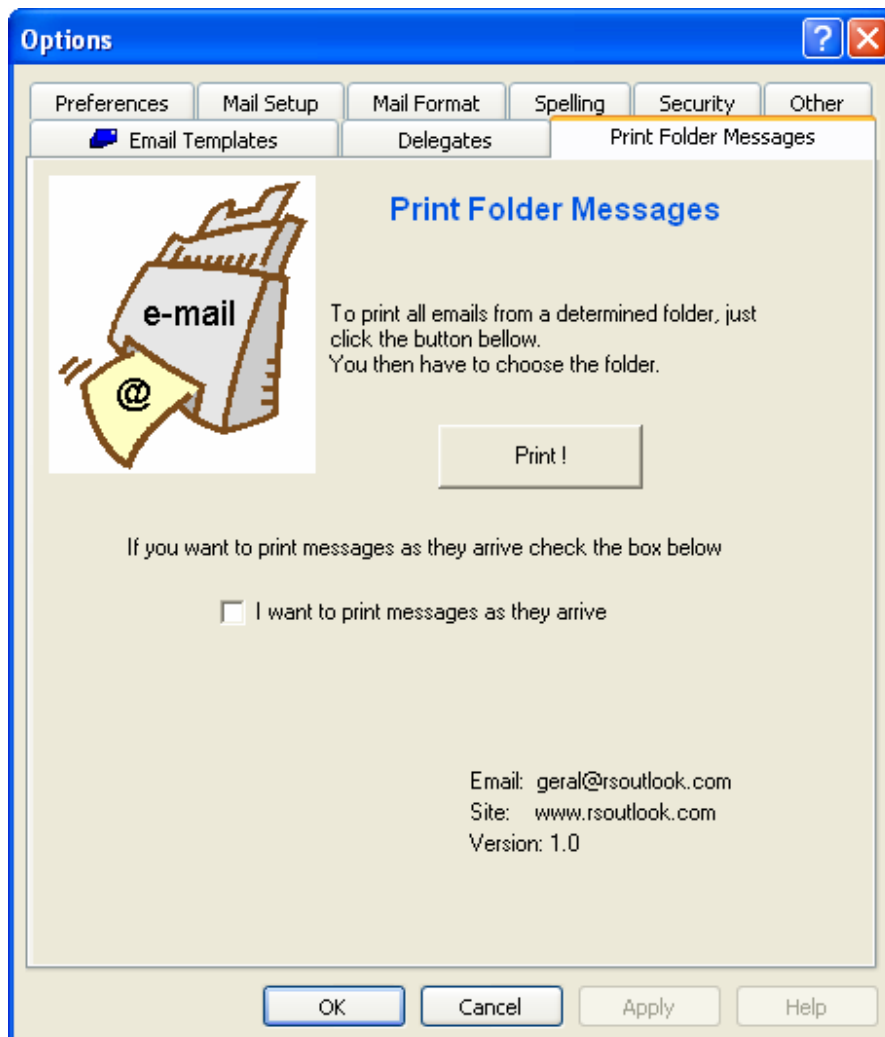 Options
Preferences Mail Setup Mail Format Spelling Security Other
Email Templates Delegates Print Folder Messages
Print Folder Messages
e-mail
@
To print all emails from a determined folder, just
click the button bellow.
You then have to choose the folder.
Print !
If you want to print messages as they arrive check the box below
I want to print messages as they arrive
Email: geral@rsoutlook.com
Site: www.rsoutlook.com
Version: 1.0
OK Cancel Apply Help